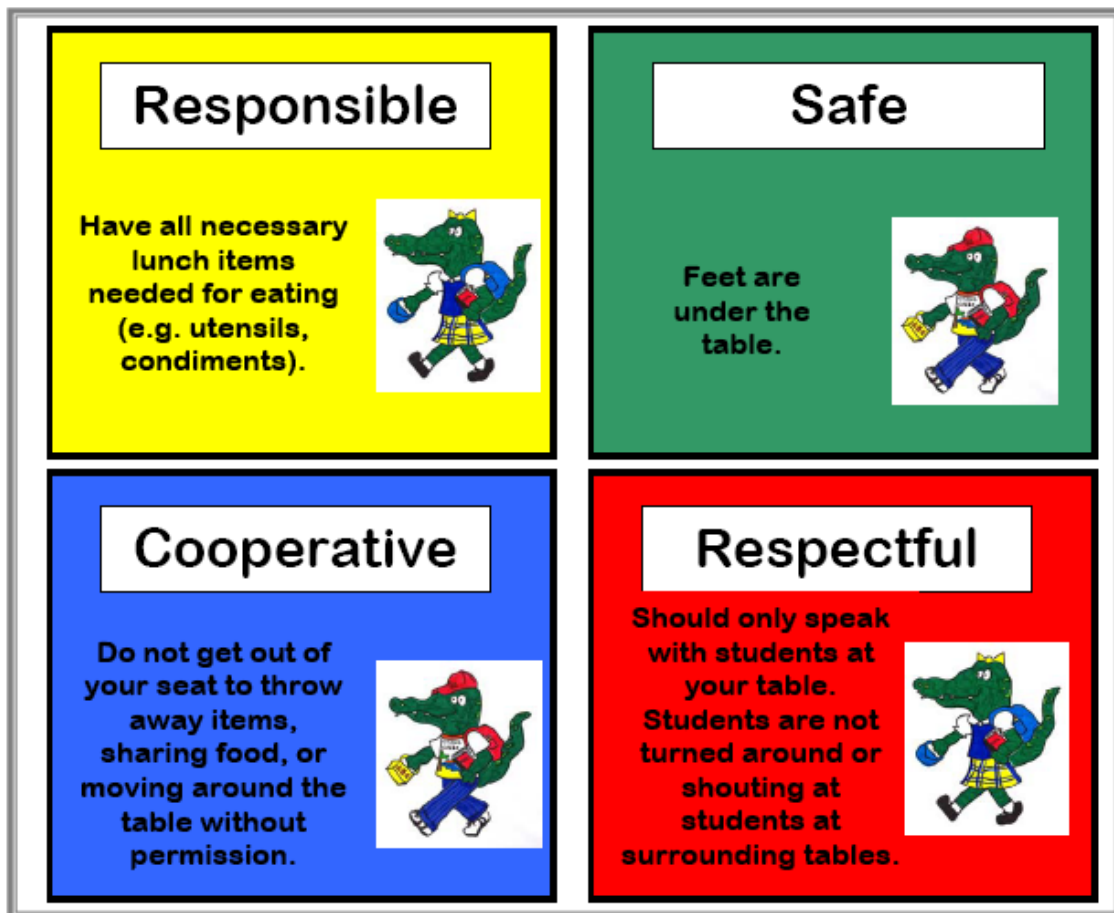 Responsible
Have all necessary
lunch items
needed for eating
(e.g. utensils,
condiments).
Safe
Feet are
under the
table.
Cooperative
Do not get out of
your seat to throw
away items,
sharing food, or
moving around the
table without
permission.
Respectful
Should only speak
with students at
your table.
Students are not
turned around or
shouting at
students at
surrounding tables.